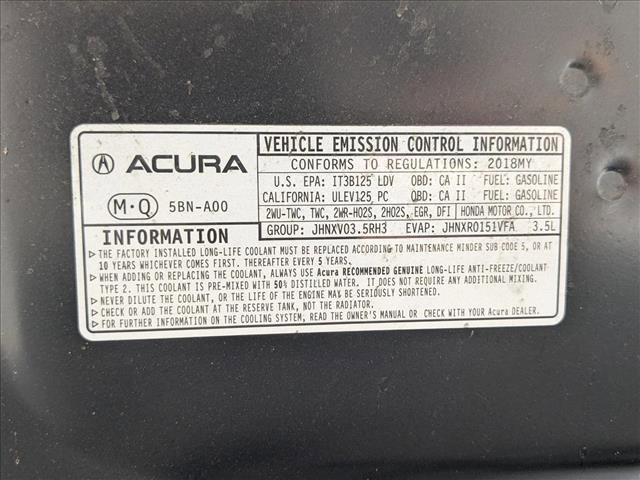 ACURA
M·Q 5BN-A00
VEHICLE EMISSION CONTROL INFORMATION
CONFORMS TO REGULATIONS: 2018MY
U.S. EPA: IT3B125 LDV OBD: CA II FUEL: GASOLINE
CALIFORNIA: ULEV125 PC OBD: CA II FUEL: GASOLINE
2WU-TWC, TWC, 2WR-HO2S, 2HO2S, EGR, DFI HONDA MOTOR CO., LTD.
GROUP: JHNXV03.5RH3 EVAP: JHNXR0151VFA 3.5L
INFORMATION
▷THE FACTORY INSTALLED LONG-LIFE COOLANT MUST BE REPLACED ACCORDING TO MAINTENANCE MINDER SUB CODE 5, OR AT
10 YEARS WHICHEVER COMES FIRST. THEREAFTER EVERY 5 YEARS.
▷WHEN ADDING OR REPLACING THE COOLANT, ALWAYS USE Acura RECOMMENDED GENUINE LONG-LIFE ANTI-FREEZE/COOLANT
TYPE 2. THIS COOLANT IS PRE-MIXED WITH 50% DISTILLED WATER. IT DOES NOT REQUIRE ANY ADDITIONAL MIXING.
▷NEVER DILUTE THE COOLANT, OR THE LIFE OF THE ENGINE MAY BE SERIOUSLY SHORTENED.
▷CHECK AND ADD THE COOLANT AT THE RESERVE TANK, NOT THE RADIATOR.
▷FOR FURTHER INFORMATION ON THE COOLING SYSTEM, READ THE OWNER'S MANUAL OR CHECK WITH YOUR Acura DEALER.